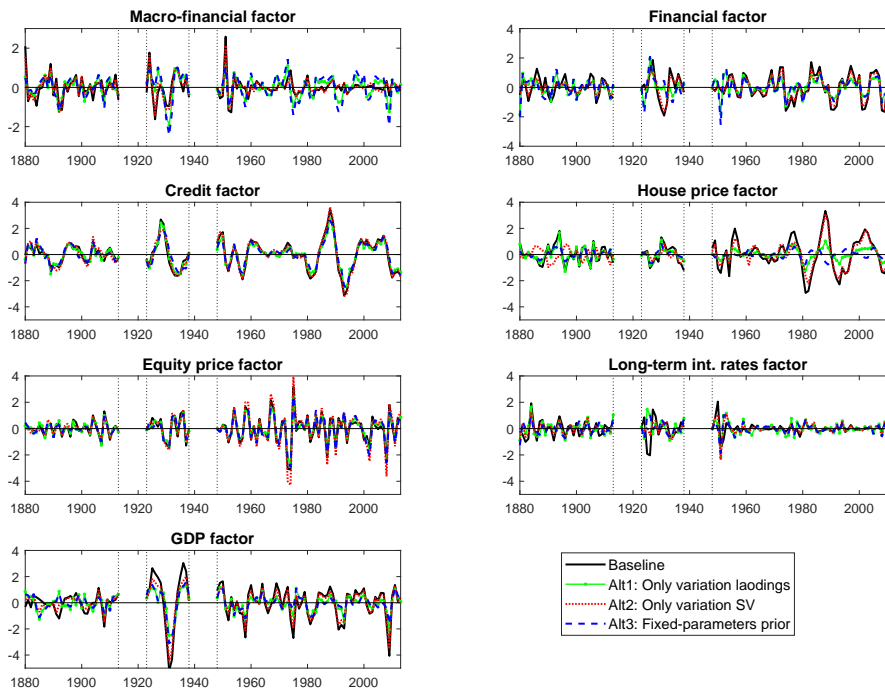 Macro-financial factor
2
0
-2
1880 1900 1920 1940 1960 1980 2000
Financial factor
4
2
0
-2
-4
1880 1900 1920 1940 1960 1980 2000
Credit factor
4
2
0
-2
-4
1880 1900 1920 1940 1960 1980 2000
House price factor
4
2
0
-2
-4
1880 1900 1920 1940 1960 1980 2000
Equity price factor
4
2
0
-2
-4
1880 1900 1920 1940 1960 1980 2000
Long-term int. rates factor
4
2
0
-2
-4
1880 1900 1920 1940 1960 1980 2000
GDP factor
4
2
0
-2
-4
1880 1900 1920 1940 1960 1980 2000
Baseline
Alt1: Only variation laodings
Alt2: Only variation SV
Alt3: Fixed-parameters prior